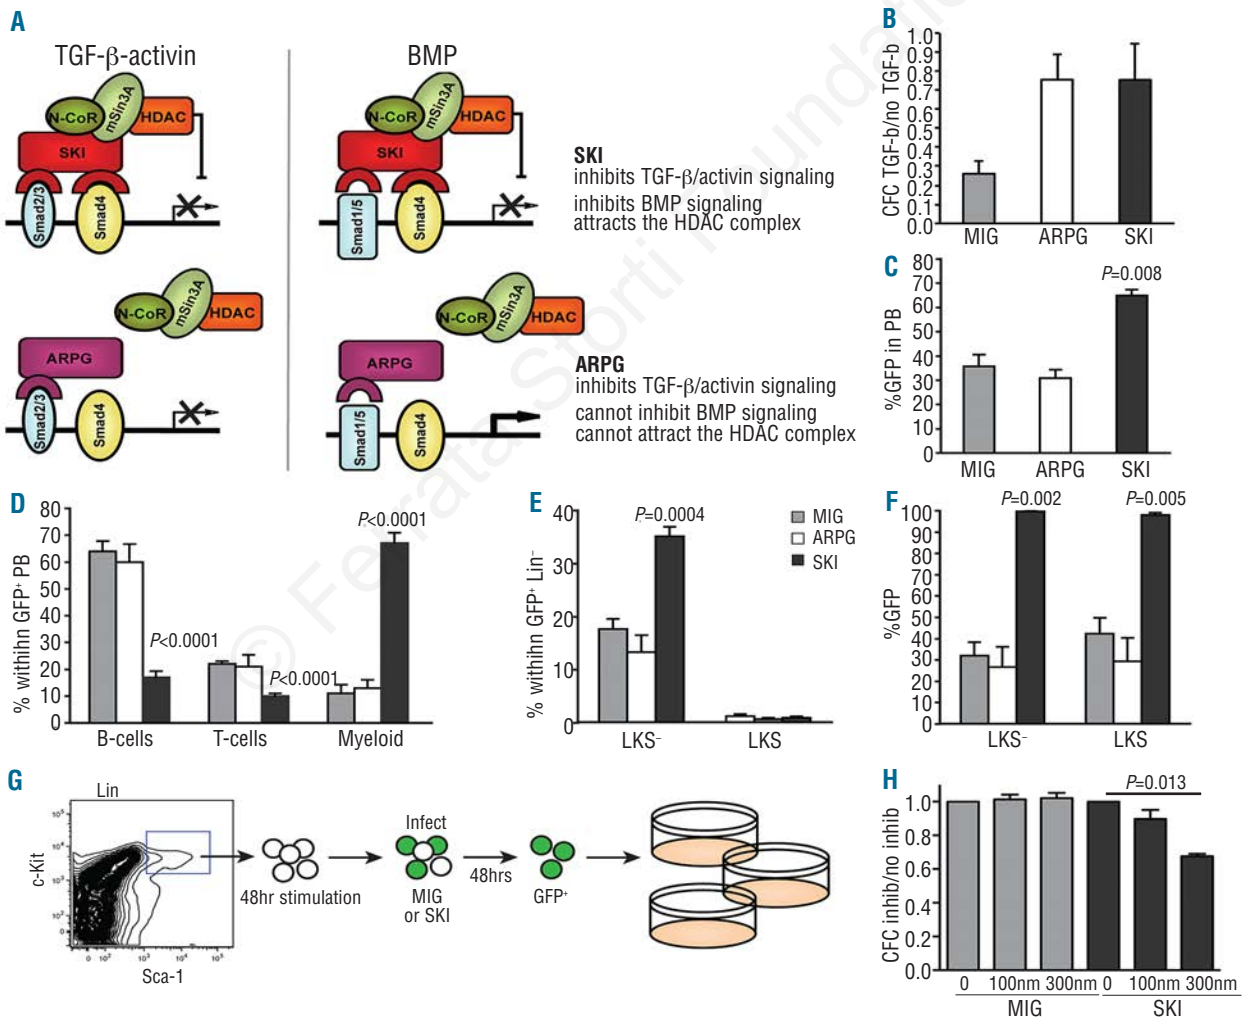 A
TGF-β-activin
BMP
N-CoR
mSin3A
HDAC
SKI
Smad2/3
Smad4
N-CoR
mSin3A
HDAC
SKI
Smad1/5
Smad4
SKI
inhibits TGF-β/activin signaling
inhibits BMP signaling
attracts the HDAC complex
N-CoR
mSin3A
HDAC
ARPG
Smad2/3
Smad4
N-CoR
mSin3A
HDAC
ARPG
Smad1/5
Smad4
ARPG
inhibits TGF-β/activin signaling
cannot inhibit BMP signaling
cannot attract the HDAC complex
B
CFC TGF-b/no TGF-b
1.0
0.9
0.8
0.7
0.6
0.5
0.4
0.3
0.2
0.1
0.0
MIG ARPG SKI
C
%GFP in PB
80
70
60
50
40
30
20
10
0
P=0.008
MIG ARPG SKI
D
% withihn GFP⁺ PB
80
70
60
50
40
30
20
10
0
P<0.0001
P<0.0001
P<0.0001
B-cells T-cells Myeloid
E
% withihn GFP⁺ Lin⁻
40
30
20
10
0
P=0.0004
LKS⁻ LKS
MIG
ARPG
SKI
F
%GFP
100
90
80
70
60
50
40
30
20
10
0
P=0.002
P=0.005
LKS⁻ LKS
G
Lin
c-Kit
10⁵
10⁴
10³
10²
0
0 10² 10³ 10⁴ 10⁵
Sca-1
48hr stimulation
Infect
MIG
or SKI
48hrs
GFP⁺
H
CFC inhib/no inhib
1.0
0.8
0.6
0.4
0.2
0.0
P=0.013
0 100nm 300nm 0 100nm 300nm
MIG SKI
© Ferrata Storti Foundation